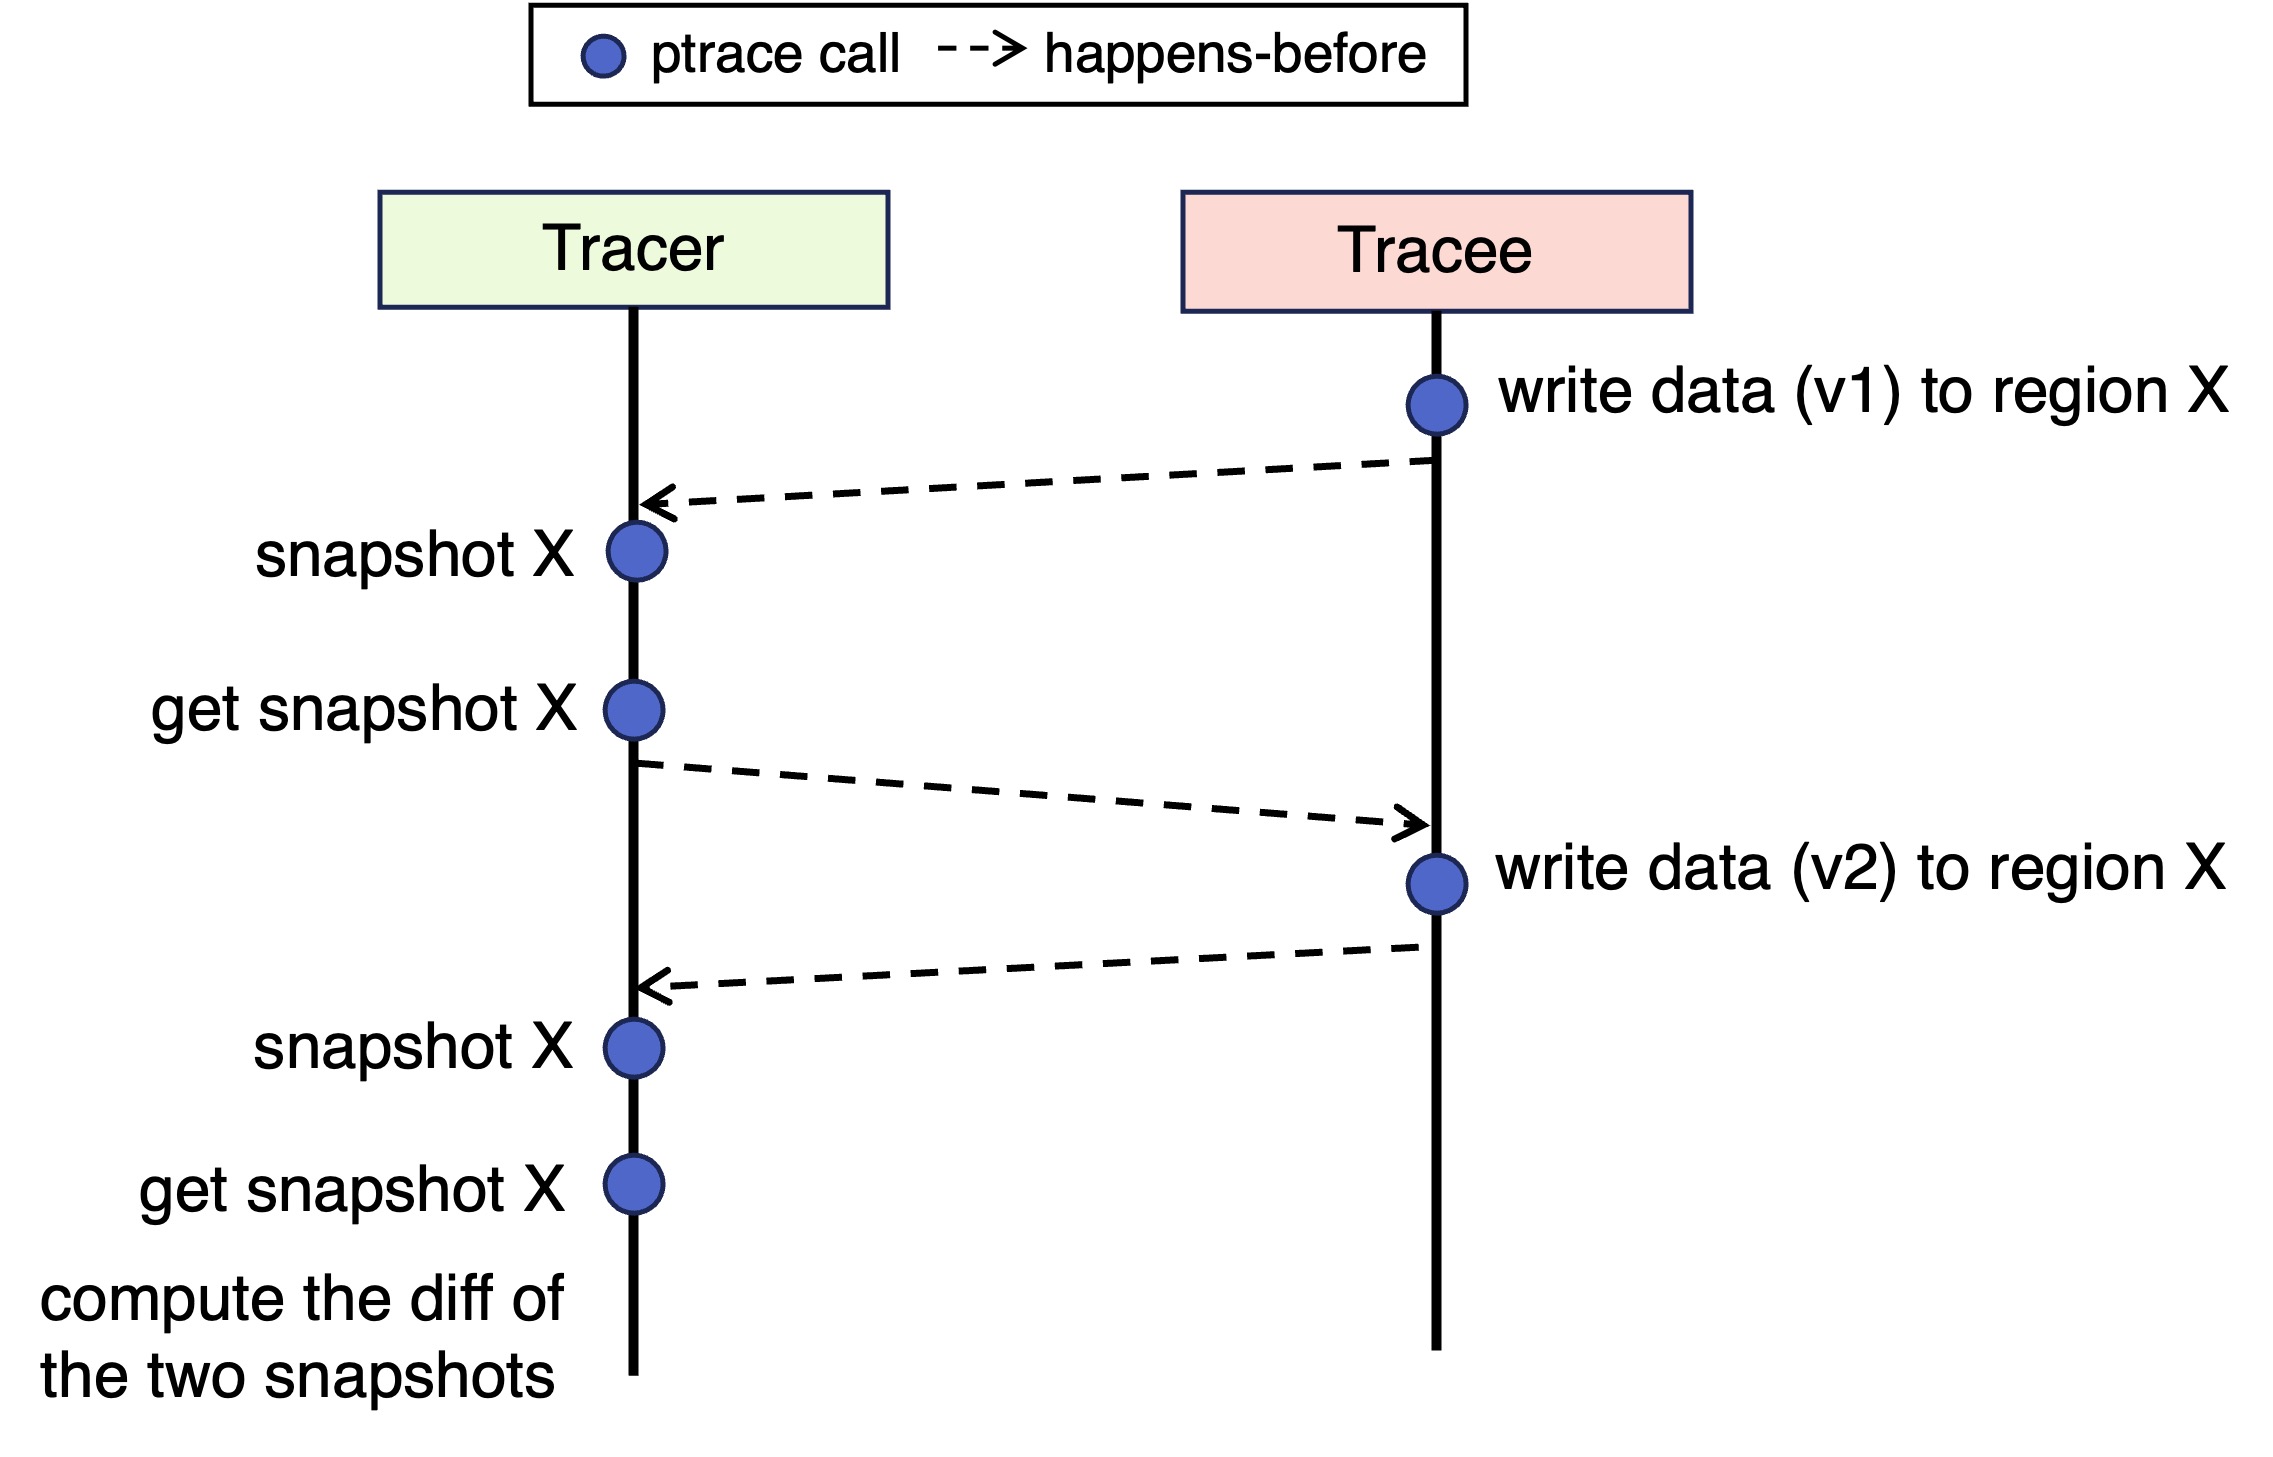 ptrace call happens-before
Tracer
Tracee
write data (v1) to region X
snapshot X
get snapshot X
write data (v2) to region X
snapshot X
get snapshot X
compute the diff of
the two snapshots